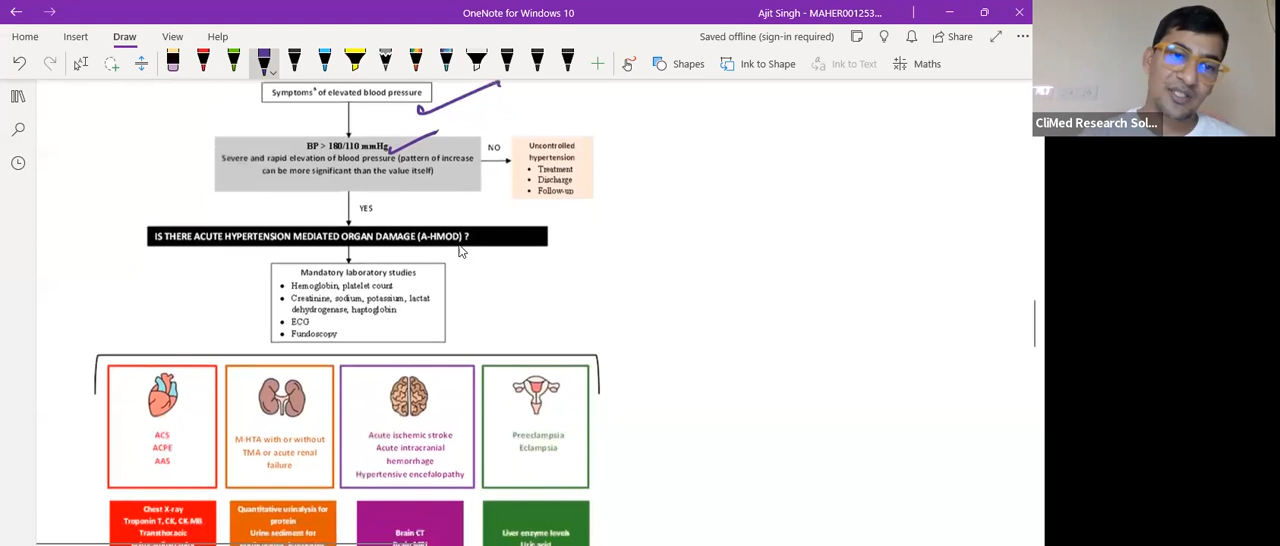 OneNote for Windows 10
Ajit Singh - MAHER001253...
Home Insert Draw View Help
Saved offline (sign-in required)
Share
Shapes
Ink to Shape
Ink to Text
Maths
CliMed Research Sol...
Symptoms of elevated blood pressure
BP > 180/110 mmHg
Severe and rapid elevation of blood pressure (pattern of increase
can be more significant than the value itself)
NO
Uncontrolled
hypertension
• Treatment
• Discharge
• Follow-up
YES
IS THERE ACUTE HYPERTENSION MEDIATED ORGAN DAMAGE (A-HMOD) ?
Mandatory laboratory studies
• Hemoglobin, platelet count
• Creatinine, sodium, potassium, lactat
dehydrogenase, haptoglobin
• ECG
• Fundoscopy
ACS
ACPE
AAS
M-HTA with or without
TMA or acute renal
failure
Acute ischemic stroke
Acute intracranial
hemorrhage
Hypertensive encefalopathy
Preeclampsia
Eclampsia
Chest X-ray
Troponin T, CK, CK-MB
Transthoracic
Quantitative urinalysis for
protein
Urine sediment for
Brain CT
Brain MRI
Liver enzyme levels
Uric acid